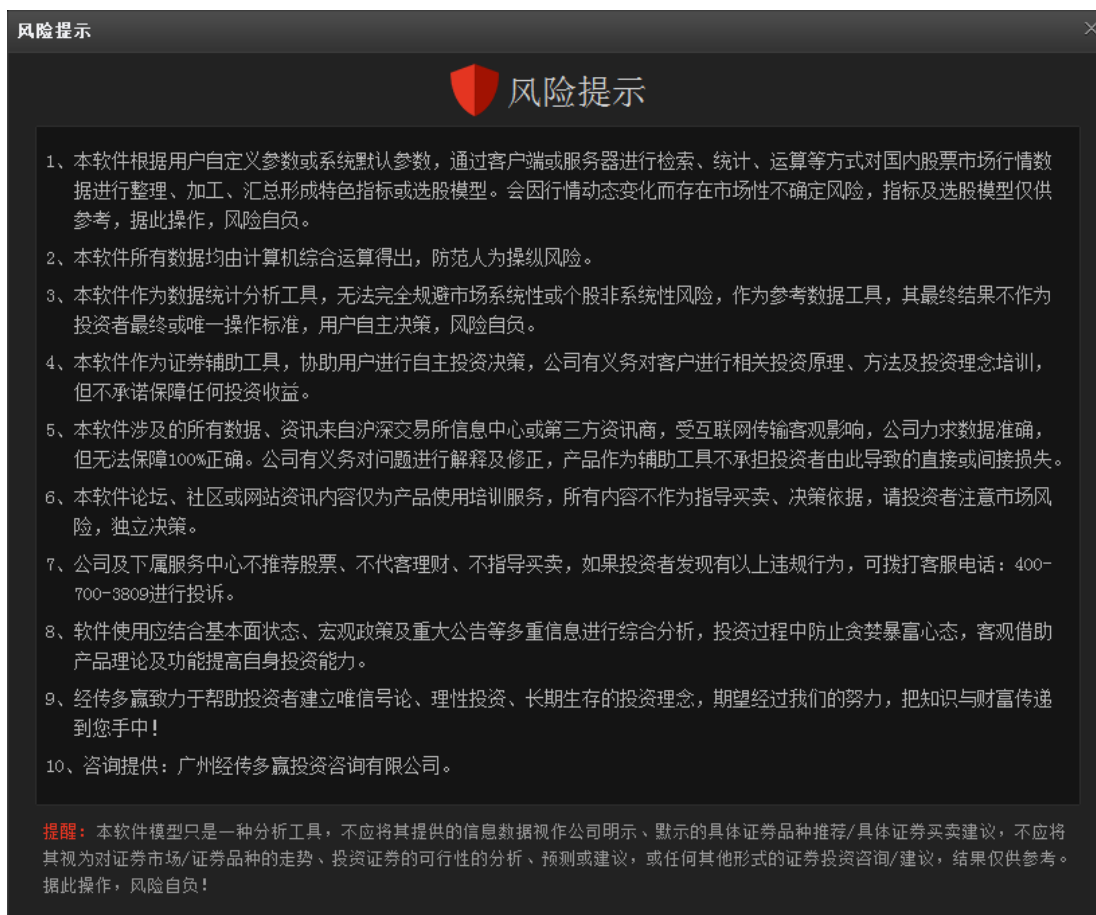 风险提示
风险提示
1、本软件根据用户自定义参数或系统默认参数，通过客户端或服务器进行检索、统计、运算等方式对国内股票市场行情数
据进行整理、加工、汇总形成特色指标或选股模型。会因行情动态变化而存在市场性不确定风险，指标及选股模型仅供
参考，据此操作，风险自负。
2、本软件所有数据均由计算机综合运算得出，防范人为操纵风险。
3、本软件作为数据统计分析工具，无法完全规避市场系统性或个股非系统性风险，作为参考数据工具，其最终结果不作为
投资者最终或唯一操作标准，用户自主决策，风险自负。
4、本软件作为证券辅助工具，协助用户进行自主投资决策，公司有义务对客户进行相关投资原理、方法及投资理念培训，
但不承诺保障任何投资收益。
5、本软件涉及的所有数据、资讯来自沪深交易所信息中心或第三方资讯商，受互联网传输客观影响，公司力求数据准确，
但无法保障100%正确。公司有义务对问题进行解释及修正，产品作为辅助工具不承担投资者由此导致的直接或间接损失。
6、本软件论坛、社区或网站资讯内容仅为产品使用培训服务，所有内容不作为指导买卖、决策依据，请投资者注意市场风
险，独立决策。
7、公司及下属服务中心不推荐股票、不代客理财、不指导买卖，如果投资者发现有以上违规行为，可拨打客服电话：400-
700-3809进行投诉。
8、软件使用应结合基本面状态、宏观政策及重大公告等多重信息进行综合分析，投资过程中防止贪婪暴富心态，客观借助
产品理论及功能提高自身投资能力。
9、经传多赢致力于帮助投资者建立唯信号论、理性投资、长期生存的投资理念，期望经过我们的努力，把知识与财富传递
到您手中！
10、咨询提供：广州经传多赢投资咨询有限公司。
提醒：本软件模型只是一种分析工具，不应将其提供的信息数据视作公司明示、默示的具体证券品种推荐/具体证券买卖建议，不应将
其视为对证券市场/证券品种的走势、投资证券的可行性的分析、预测或建议，或任何其他形式的证券投资咨询/建议，结果仅供参考。
据此操作，风险自负！